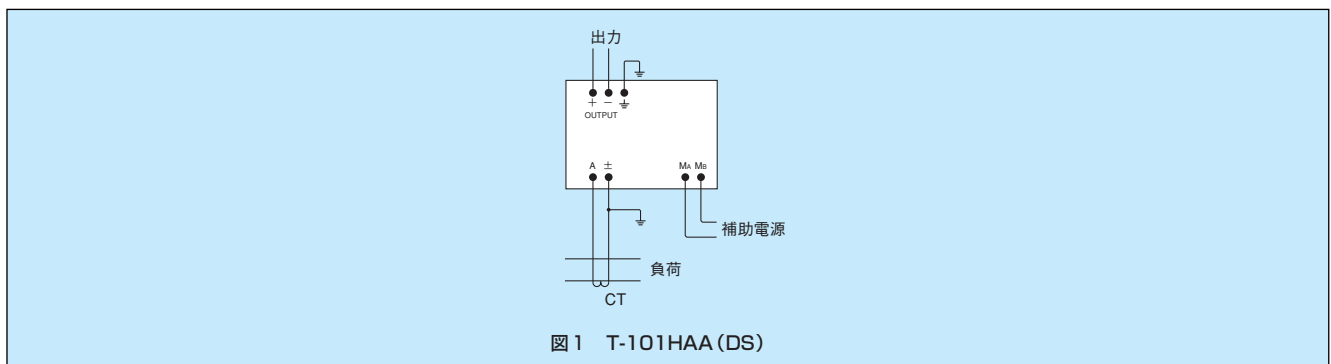 出力
+ −
OUTPUT
A ±
MA MB
補助電源
負荷
CT
図1 T-101HAA(DS)